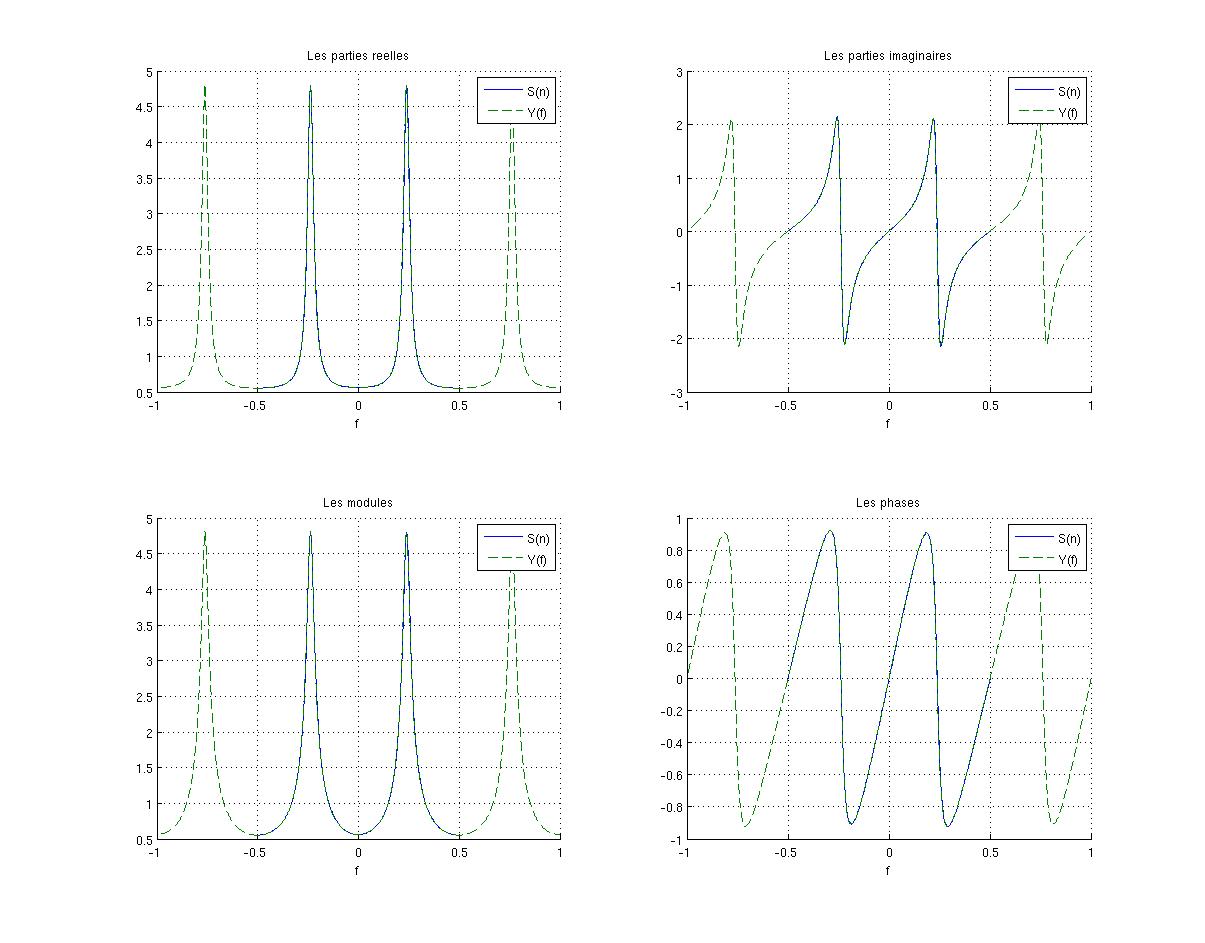 Les parties reelles
5
4.5
4
3.5
3
2.5
2
1.5
1
0.5
-1 -0.5 0 0.5 1
f
S(n)
Y(f)
Les parties imaginaires
3
2
1
0
-1
-2
-3
-1 -0.5 0 0.5 1
f
S(n)
Y(f)
Les modules
5
4.5
4
3.5
3
2.5
2
1.5
1
0.5
-1 -0.5 0 0.5 1
f
S(n)
Y(f)
Les phases
1
0.8
0.6
0.4
0.2
0
-0.2
-0.4
-0.6
-0.8
-1
-1 -0.5 0 0.5 1
f
S(n)
Y(f)